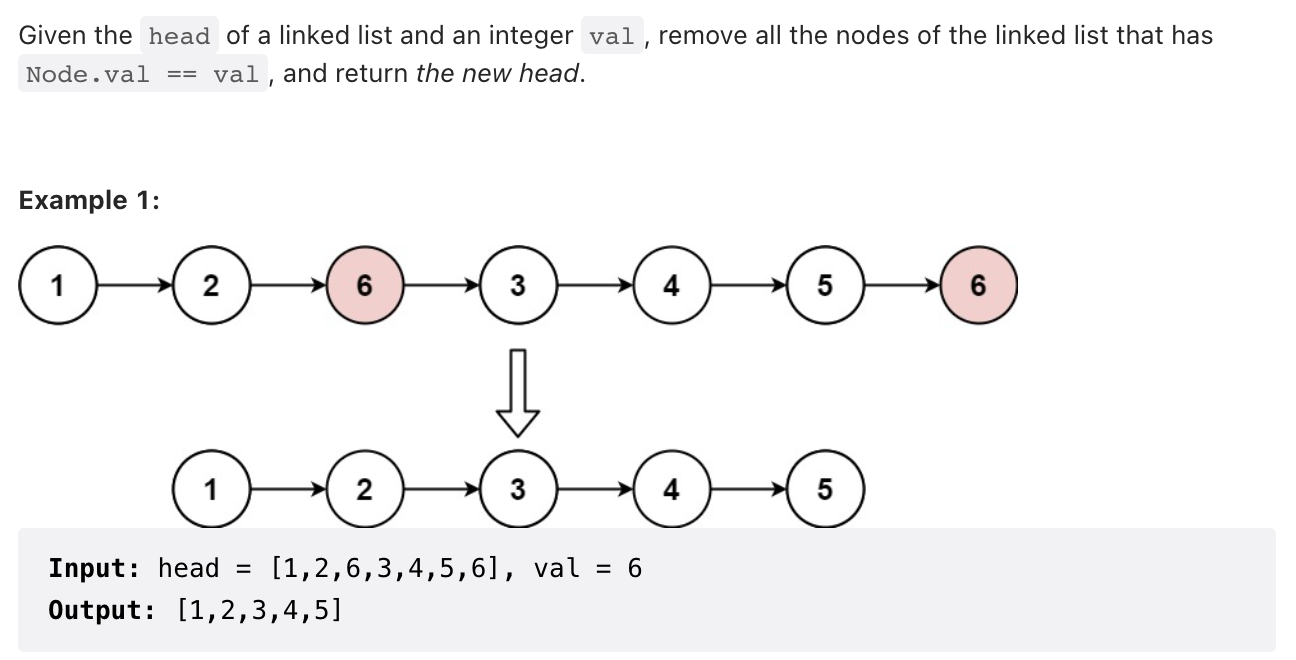 Given the head of a linked list and an integer val , remove all the nodes of the linked list that has
Node.val == val , and return the new head.
Example 1:
1 2 6 3 4 5 6
1 2 3 4 5
Input: head = [1,2,6,3,4,5,6], val = 6
Output: [1,2,3,4,5]